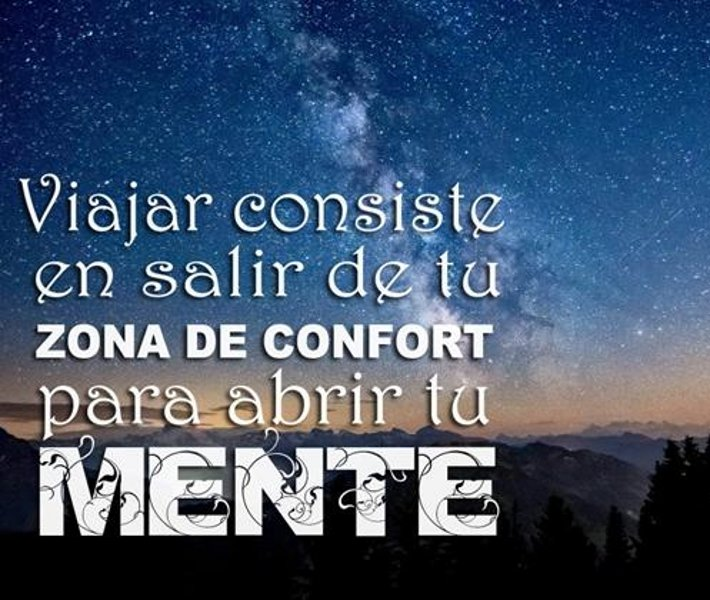 Viajar consiste
en salir de tu
ZONA DE CONFORT
para abrir tu
MENTE